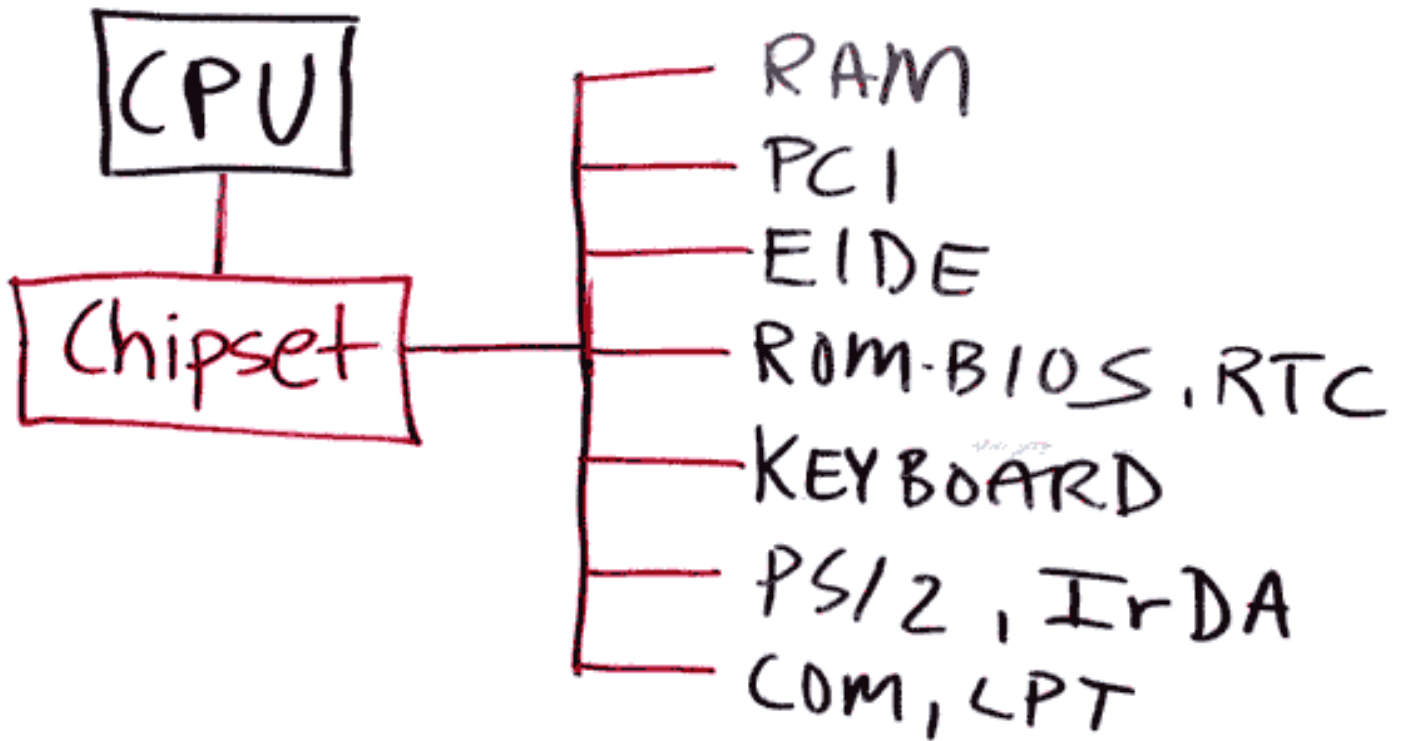 CPU
Chipset
RAM
PCI
EIDE
ROM-BIOS, RTC
KEYBOARD
PS/2, IrDA
COM, LPT